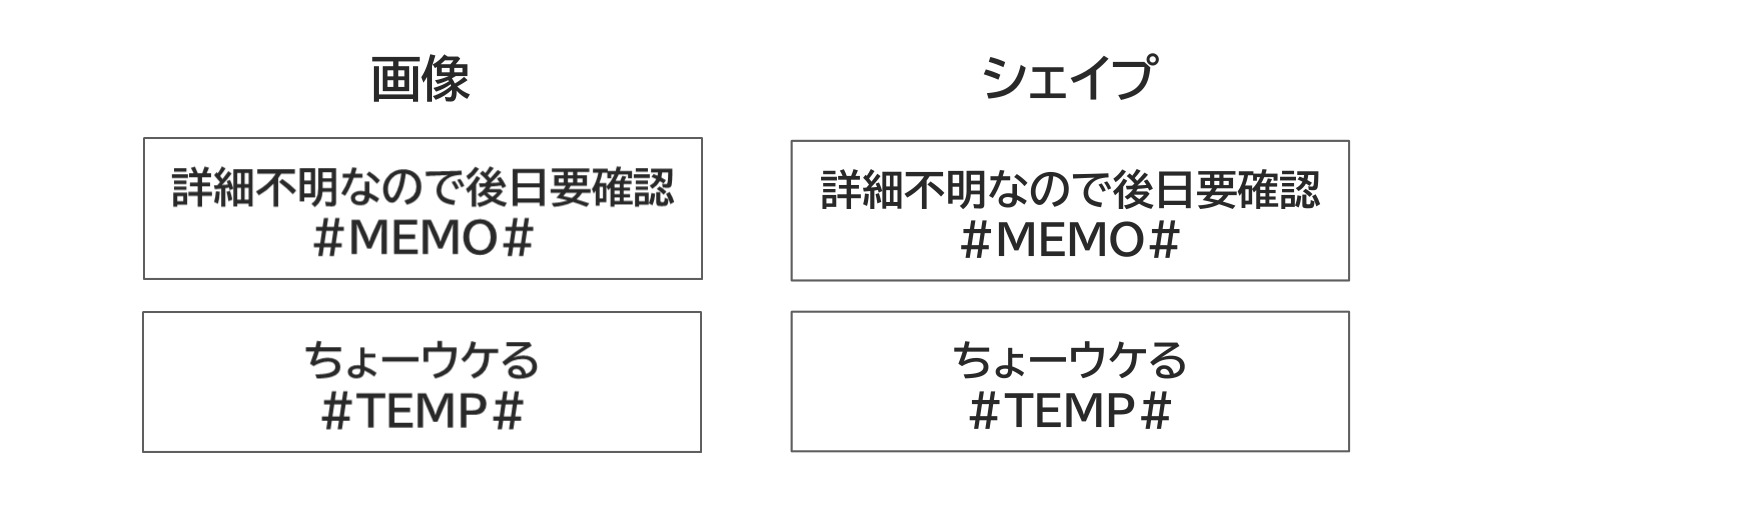 画像
詳細不明なので後日要確認
#MEMO#
ちょーウケる
#TEMP#
シェイプ
詳細不明なので後日要確認
#MEMO#
ちょーウケる
#TEMP#